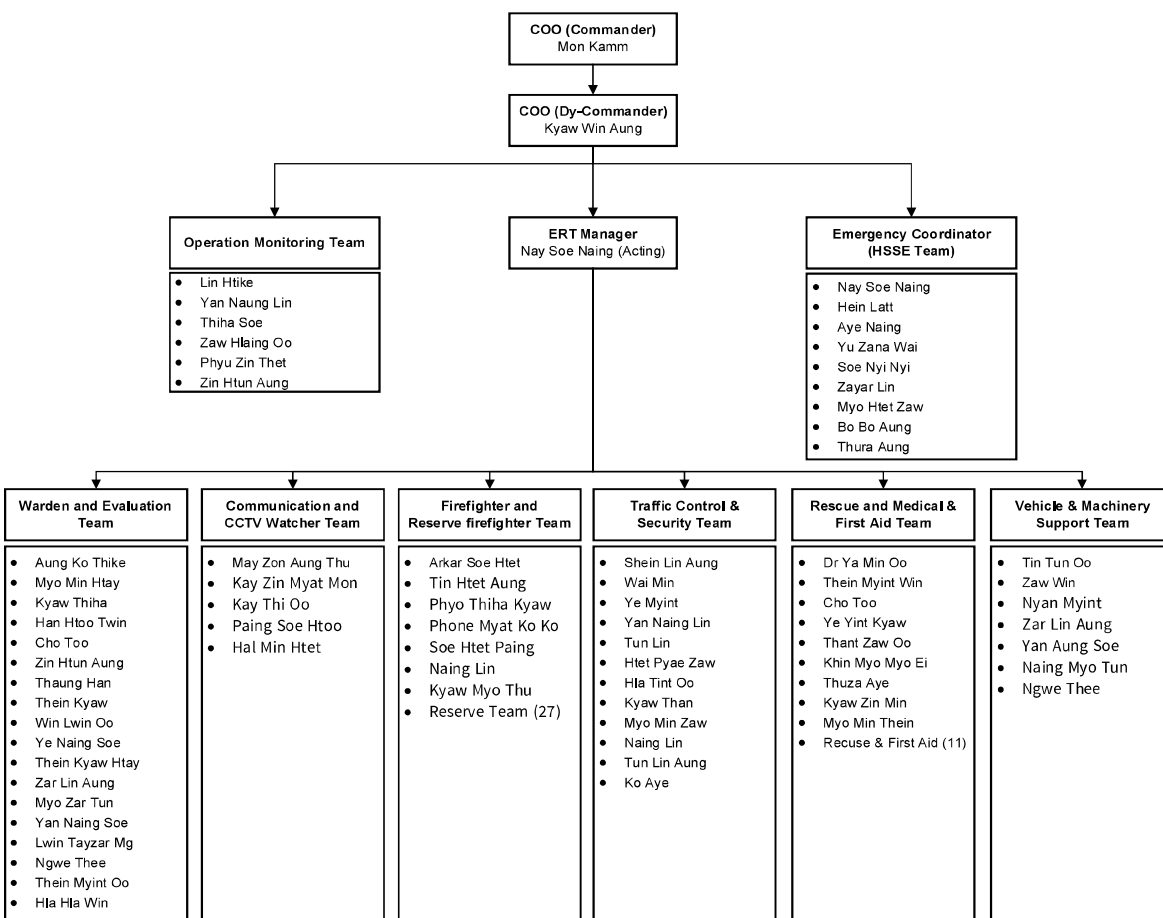 COO (Commander)
Mon Kamm
COO (Dy-Commander)
Kyaw Win Aung
Operation Monitoring Team
Lin Htike
Yan Naung Lin
Thiha Soe
Zaw Hlaing Oo
Phyu Zin Thet
Zin Htun Aung
ERT Manager
Nay Soe Naing (Acting)
Emergency Coordinator
(HSSE Team)
Nay Soe Naing
Hein Latt
Aye Naing
Yu Zana Wai
Soe Nyi Nyi
Zayar Lin
Myo Htet Zaw
Bo Bo Aung
Thura Aung
Warden and Evaluation
Team
Aung Ko Thike
Myo Min Htay
Kyaw Thiha
Han Htoo Twin
Cho Too
Zin Htun Aung
Thaung Han
Thein Kyaw
Win Lwin Oo
Ye Naing Soe
Thein Kyaw Htay
Zar Lin Aung
Myo Zar Tun
Yan Naing Soe
Lwin Tayzar Mg
Ngwe Thee
Thein Myint Oo
Hla Hla Win
Communication and
CCTV Watcher Team
May Zon Aung Thu
Kay Zin Myat Mon
Kay Thi Oo
Paing Soe Htoo
Hal Min Htet
Firefighter and
Reserve firefighter Team
Arkar Soe Htet
Tin Htet Aung
Phyo Thiha Kyaw
Phone Myat Ko Ko
Soe Htet Paing
Naing Lin
Kyaw Myo Thu
Reserve Team (27)
Traffic Control &
Security Team
Shein Lin Aung
Wai Min
Ye Myint
Yan Naing Lin
Tun Lin
Htet Pyae Zaw
Hla Tint Oo
Kyaw Than
Myo Min Zaw
Naing Lin
Tun Lin Aung
Ko Aye
Rescue and Medical &
First Aid Team
Dr Ya Min Oo
Thein Myint Win
Cho Too
Ye Yint Kyaw
Thant Zaw Oo
Khin Myo Myo Ei
Thuza Aye
Kyaw Zin Min
Myo Min Thein
Recuse & First Aid (11)
Vehicle & Machinery
Support Team
Tin Tun Oo
Zaw Win
Nyan Myint
Zar Lin Aung
Yan Aung Soe
Naing Myo Tun
Ngwe Thee